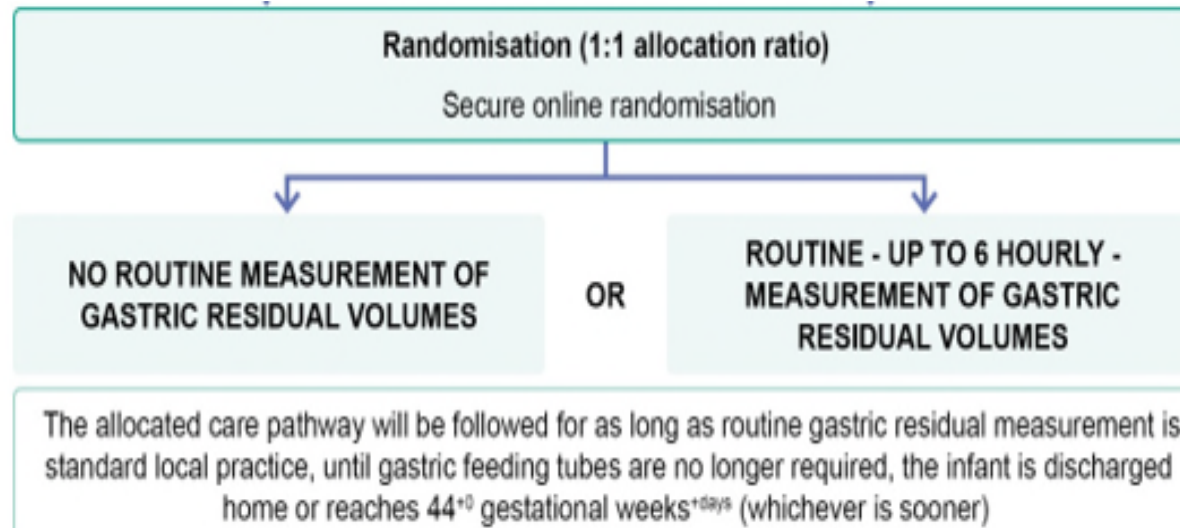 Randomisation (1:1 allocation ratio)
Secure online randomisation
NO ROUTINE MEASUREMENT OF
GASTRIC RESIDUAL VOLUMES
OR
ROUTINE - UP TO 6 HOURLY -
MEASUREMENT OF GASTRIC
RESIDUAL VOLUMES
The allocated care pathway will be followed for as long as routine gastric residual measurement is
standard local practice, until gastric feeding tubes are no longer required, the infant is discharged
home or reaches 44⁺⁰ gestational weeks⁺ᵈᵃʸˢ (whichever is sooner)